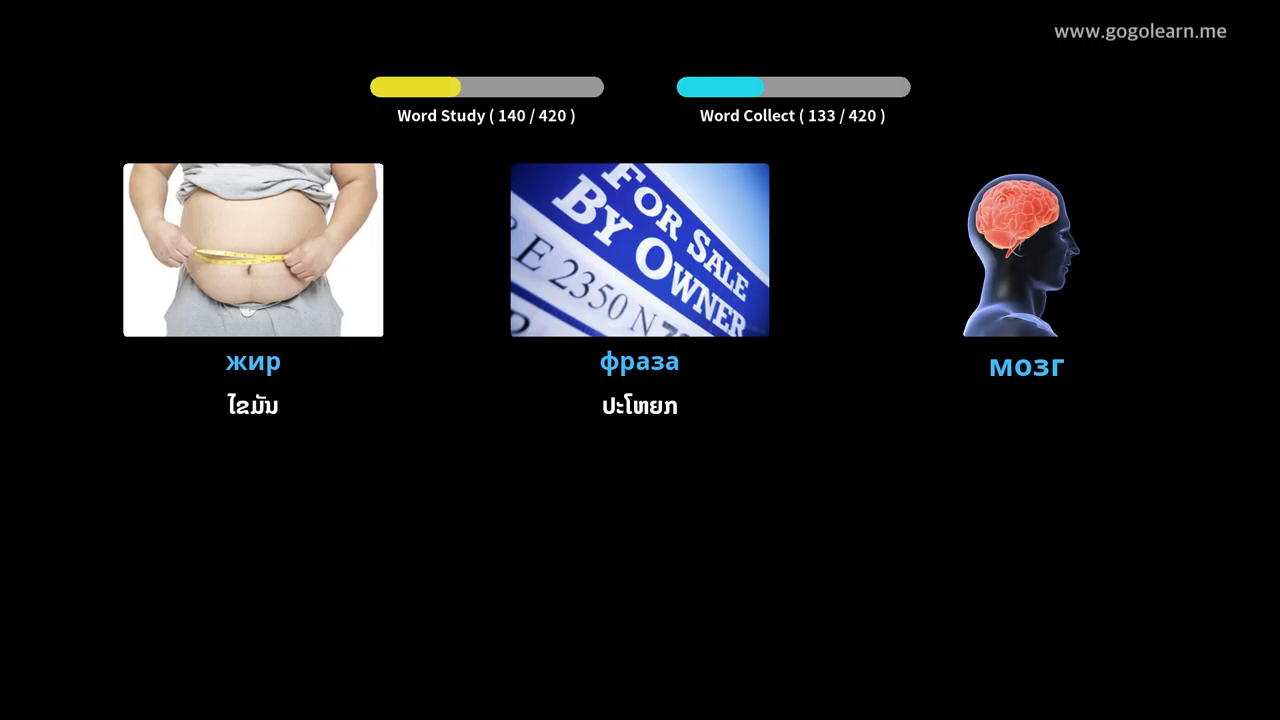 www.gogolearn.me
Word Study ( 140 / 420 )
Word Collect ( 133 / 420 )
FOR SALE
BY OWNER
E 2350 N
жир
фраза
мозг
ໄຂມັນ
ປະໂຫຍກ